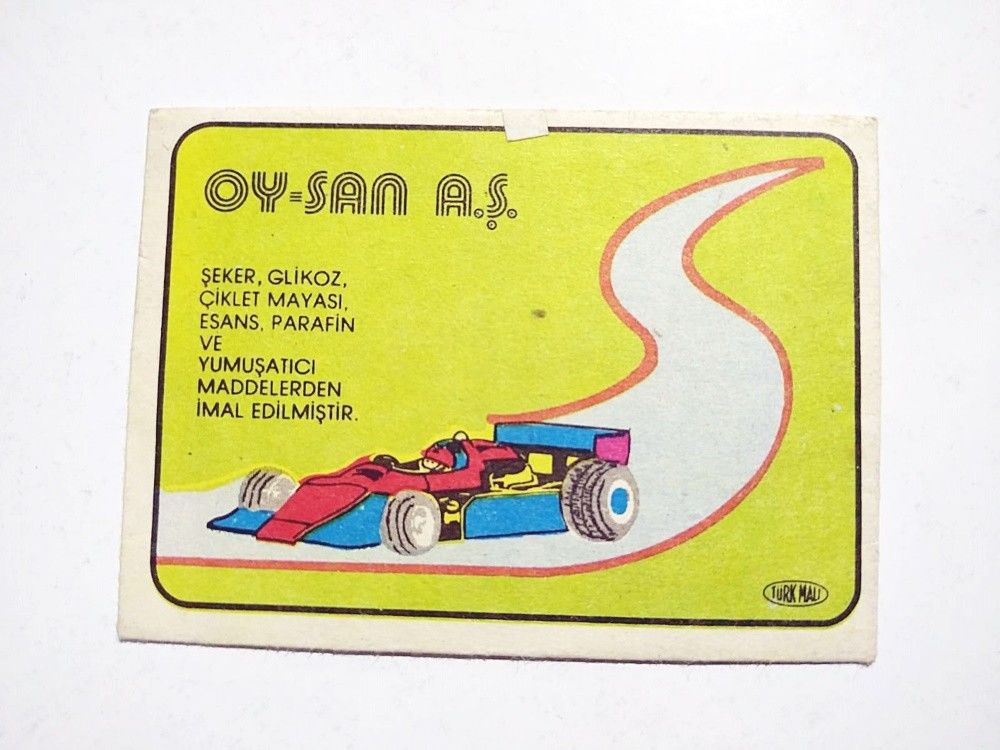 OY-SAN A.Ş.
ŞEKER, GLİKOZ,
ÇİKLET MAYASI,
ESANS, PARAFİN
VE
YUMUŞATICI
MADDELERDEN
İMAL EDİLMİŞTİR.
TÜRK MALI